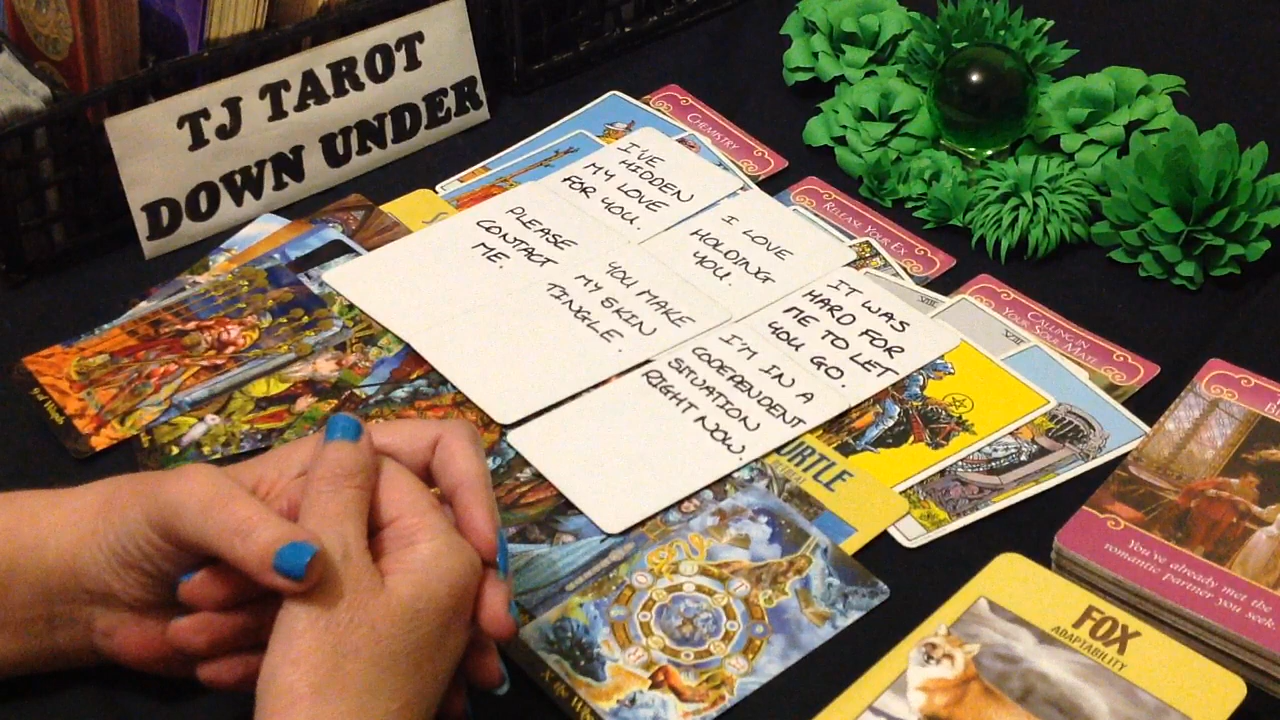 TJ TAROT
DOWN UNDER
CHEMISTRY
RELEASE YOUR EX
CALLING IN
YOUR SOUL MATE
I'VE
HIDDEN
MY LOVE
FOR YOU.
I LOVE
HOLDING
YOU.
IT WAS
HARD FOR
ME TO LET
YOU GO.
PLEASE
CONTACT
ME.
YOU MAKE
MY SKIN
TINGLE.
I'M IN A
CODEPENDENT
SITUATION
RIGHT NOW.
VIII
URTLE
You've already met the
romantic partner you seek.
FOX
ADAPTABILITY